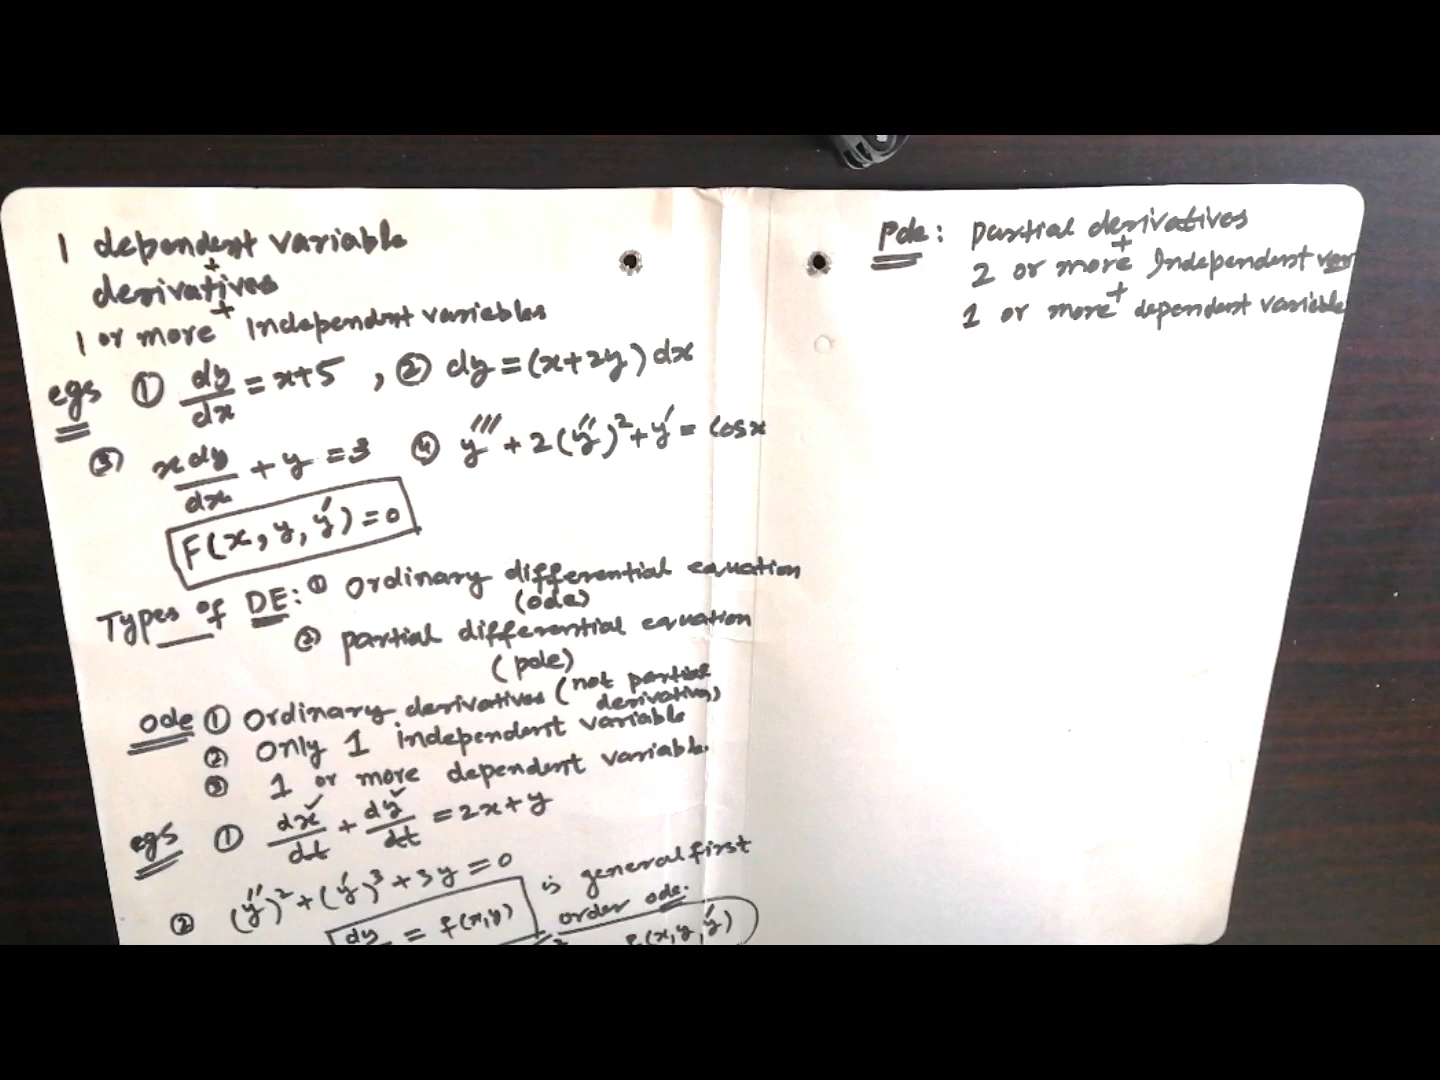 1 dependent variable
+
derivatives
+
1 or more Independent variables
egs ① dy/dx = x+5 , ② dy = (x+2y) dx
③ x dy/dx + y = 3 ④ y''' + 2(y'')² + y' = cosx
F(x, y, y') = 0
Types of DE: ① Ordinary differential equation
(ode)
② partial differential equation
(pde)
ode ① Ordinary derivatives (not partial
derivatives)
② Only 1 independent variable
③ 1 or more dependent variable.
egs ① dx/dt + dy/dt = 2x+y
② (y'')² + (y')³ + 3y = 0
dy = f(x,y) is general first
order ode.
f(x,y,y')
Pde: Partial derivatives
+
2 or more Independent var
+
1 or more dependent variable